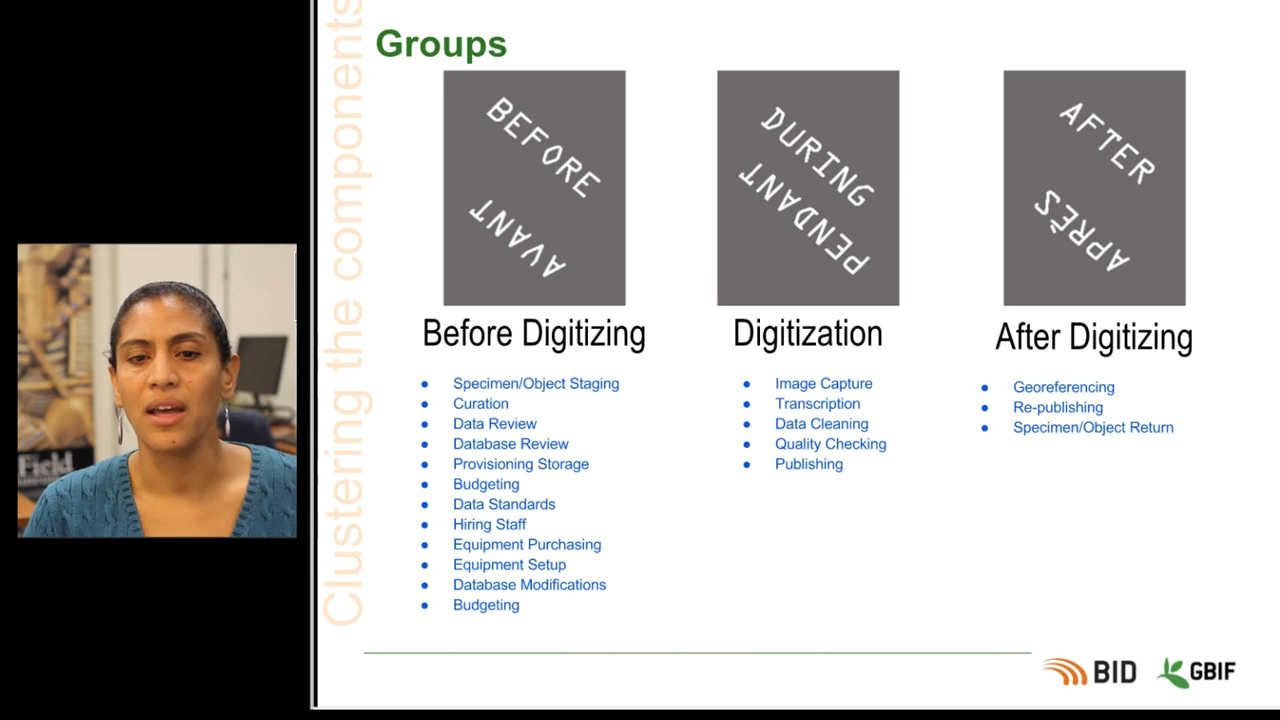 Clustering the components
Groups
BEFORE
AVANT
DURING
PENDANT
AFTER
APRÈS
Before Digitizing
Specimen/Object Staging
Curation
Data Review
Database Review
Provisioning Storage
Budgeting
Data Standards
Hiring Staff
Equipment Purchasing
Equipment Setup
Database Modifications
Budgeting
Digitization
Image Capture
Transcription
Data Cleaning
Quality Checking
Publishing
After Digitizing
Georeferencing
Re-publishing
Specimen/Object Return
Field
BID
GBIF